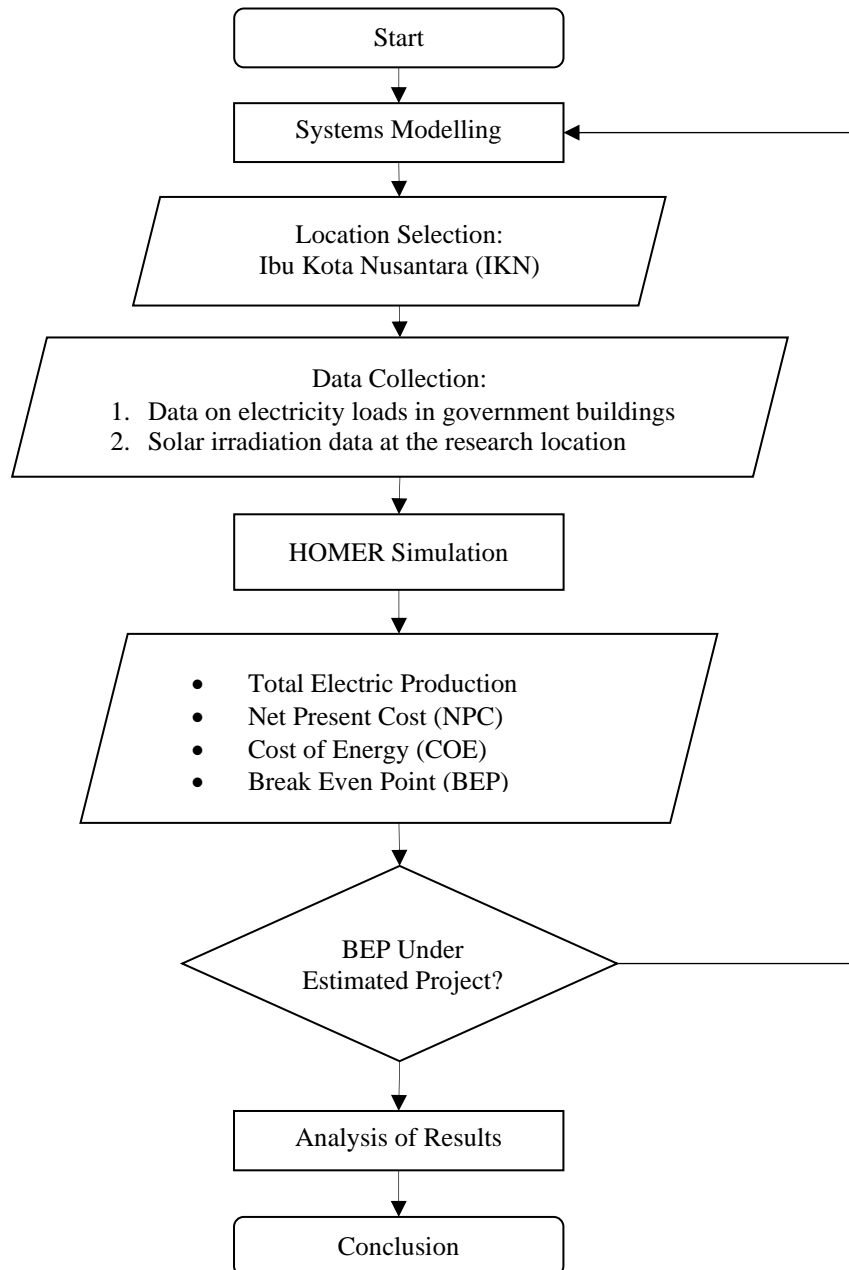 Start
Systems Modelling
Location Selection:
Ibu Kota Nusantara (IKN)
Data Collection:
1. Data on electricity loads in government buildings
2. Solar irradiation data at the research location
HOMER Simulation
• Total Electric Production
• Net Present Cost (NPC)
• Cost of Energy (COE)
• Break Even Point (BEP)
BEP Under
Estimated Project?
Analysis of Results
Conclusion